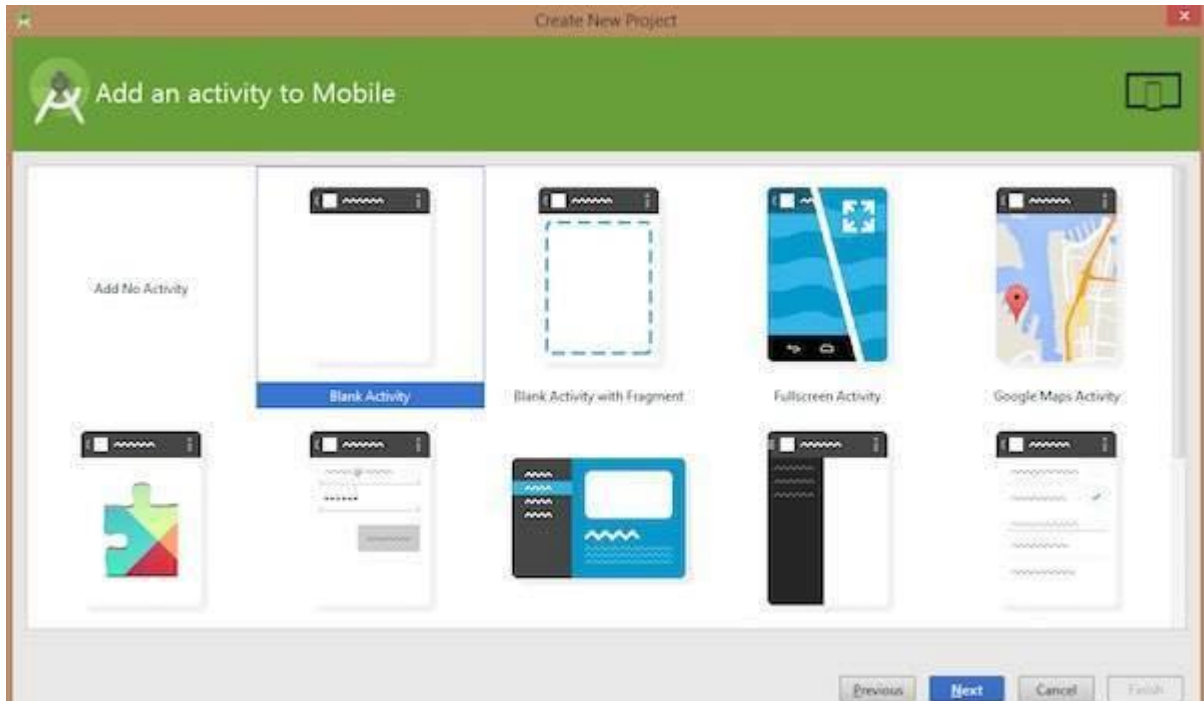 Create New Project
Add an activity to Mobile
Add No Activity
Blank Activity
Blank Activity with Fragment
Fullscreen Activity
Google Maps Activity
Previous
Next
Cancel
Finish